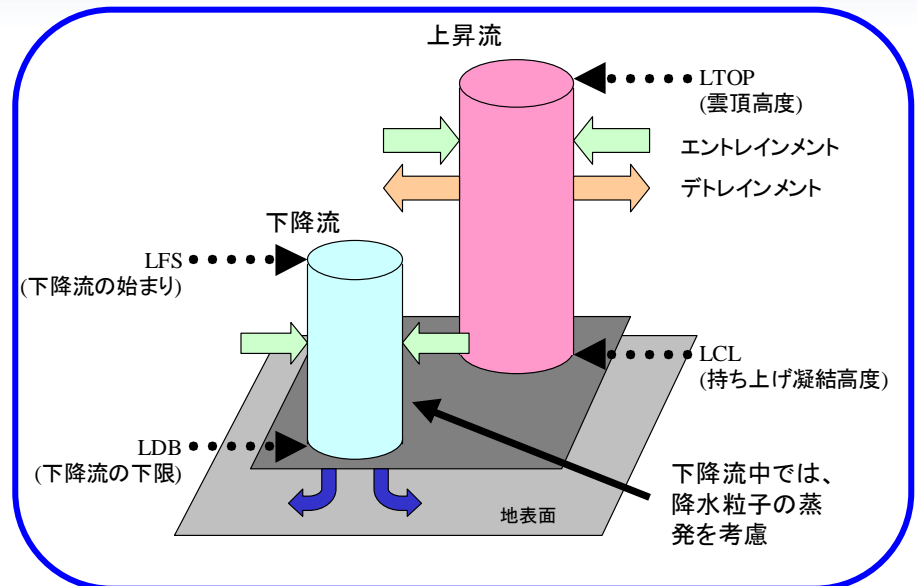 上昇流
LTOP
(雲頂高度)
エントレインメント
デトレインメント
下降流
LFS
(下降流の始まり)
LCL
(持ち上げ凝結高度)
LDB
(下降流の下限)
下降流中では、
降水粒子の蒸
発を考慮
地表面